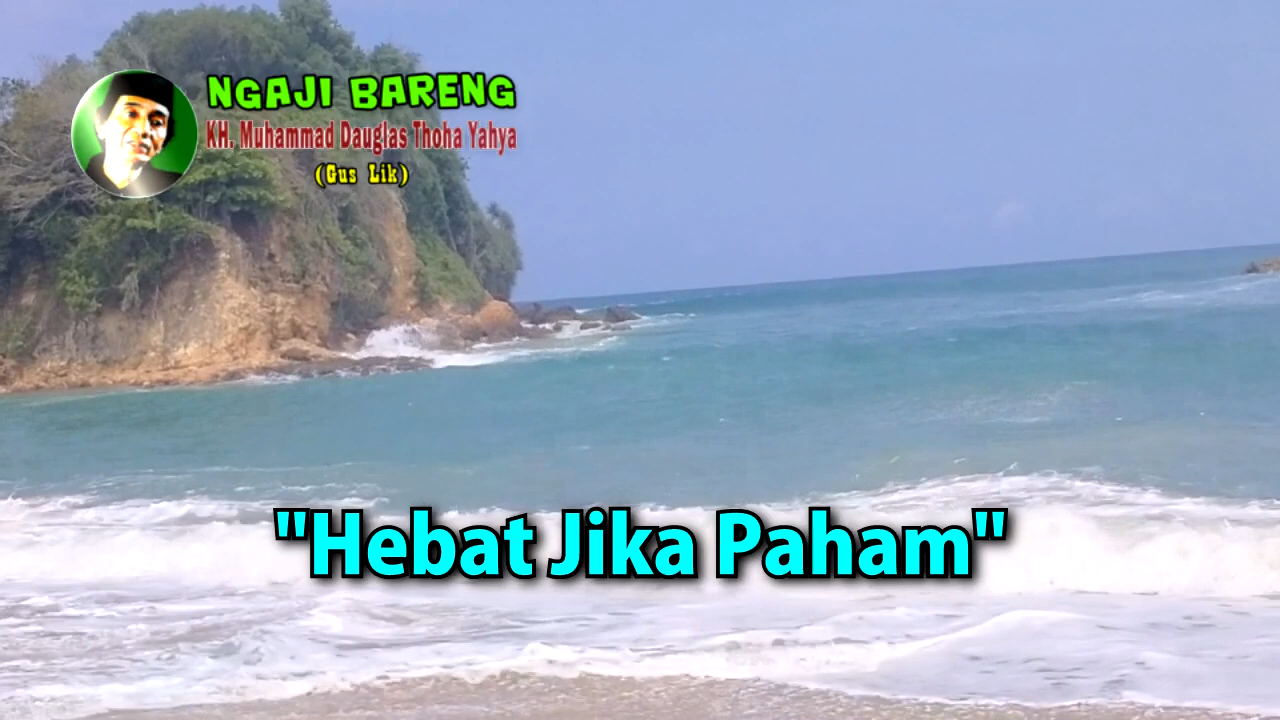 NGAJI BARENG
KH. Muhammad Dauglas Thoha Yahya
(Gus Lik)
"Hebat Jika Paham"